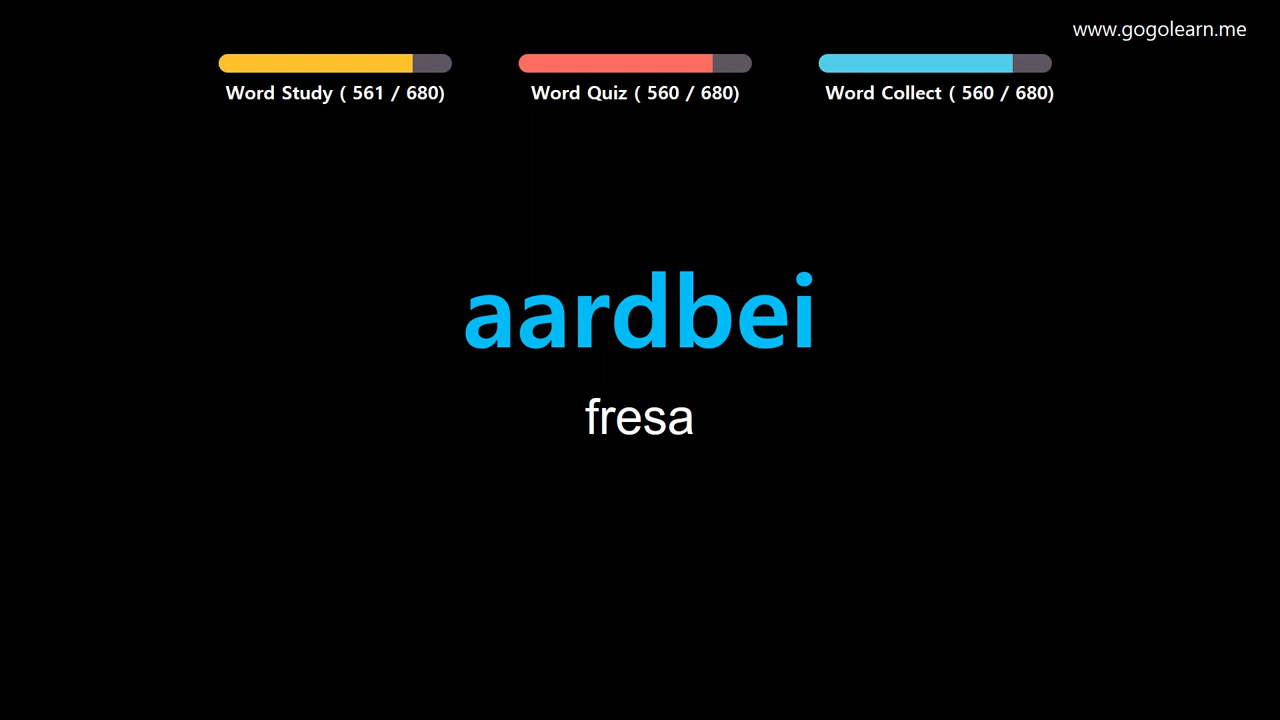 www.gogolearn.me
Word Study ( 561 / 680)
Word Quiz ( 560 / 680)
Word Collect ( 560 / 680)
aardbei
fresa